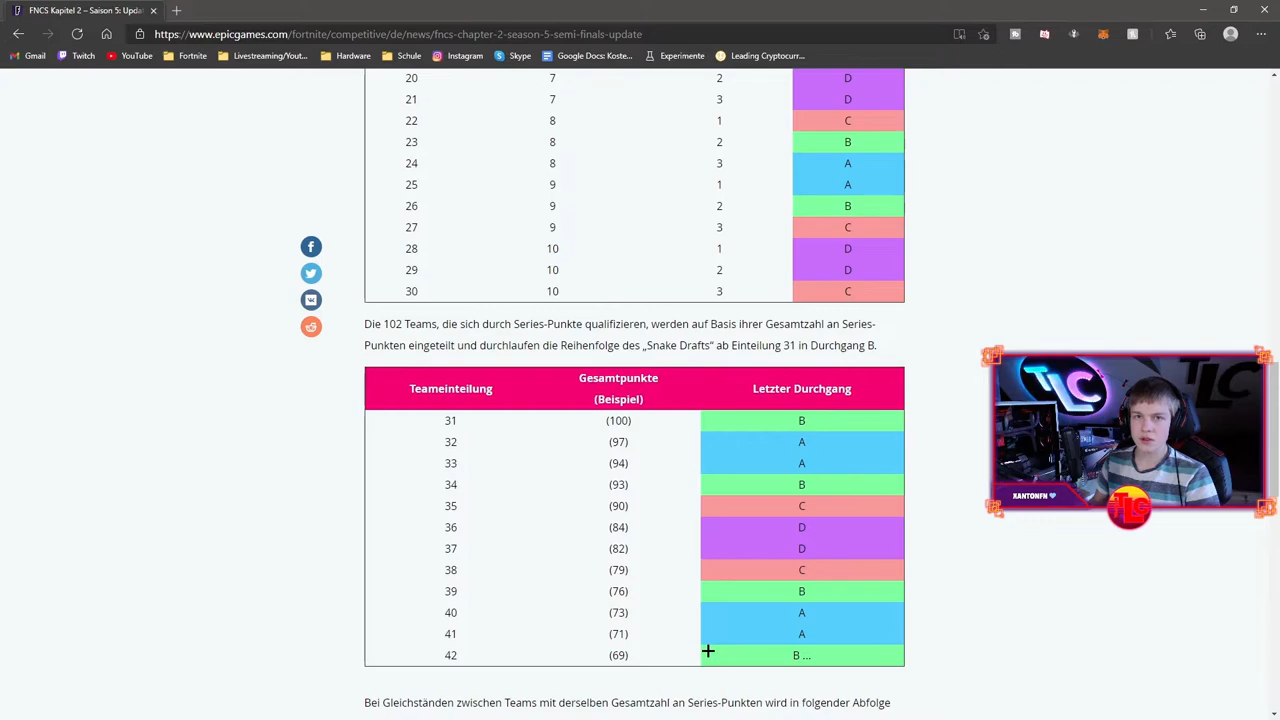 FNCS Kapitel 2 – Saison 5: Upda
https://www.epicgames.com/fortnite/competitive/de/news/fncs-chapter-2-season-5-semi-finals-update
Gmail Twitch YouTube Fortnite Livestreaming/Yout... Hardware Schule Instagram Skype Google Docs: Koste... Experimente Leading Cryptocurr...
20 7 2 D
21 7 3 D
22 8 1 C
23 8 2 B
24 8 3 A
25 9 1 A
26 9 2 B
27 9 3 C
28 10 1 D
29 10 2 D
30 10 3 C
Die 102 Teams, die sich durch Series-Punkte qualifizieren, werden auf Basis ihrer Gesamtzahl an Series-
Punkten eingeteilt und durchlaufen die Reihenfolge des „Snake Drafts“ ab Einteilung 31 in Durchgang B.
Teameinteilung Gesamtpunkte (Beispiel) Letzter Durchgang
31 (100) B
32 (97) A
33 (94) A
34 (93) B
35 (90) C
36 (84) D
37 (82) D
38 (79) C
39 (76) B
40 (73) A
41 (71) A
42 (69) B ...
Bei Gleichständen zwischen Teams mit derselben Gesamtzahl an Series-Punkten wird in folgender Abfolge
TLC
XANTONFN
TLC